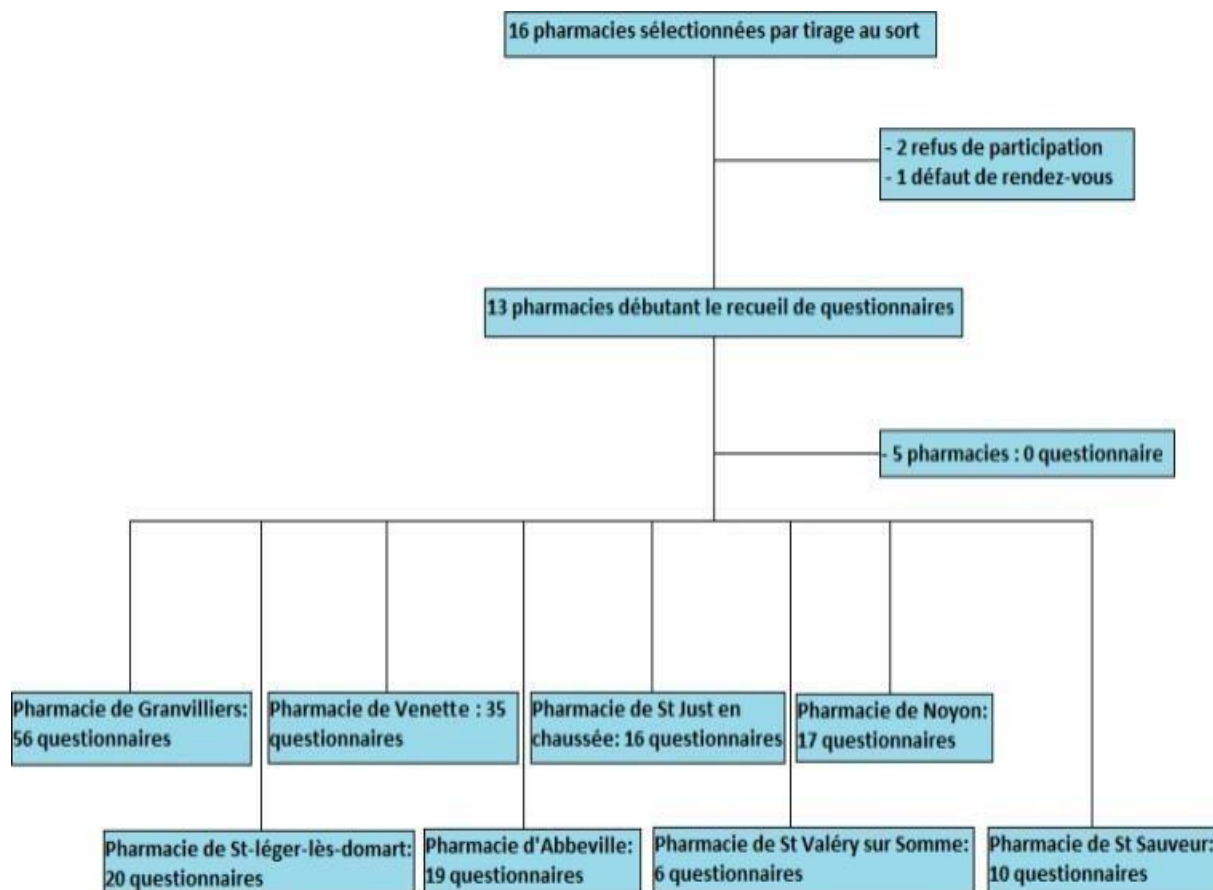 16 pharmacies sélectionnées par tirage au sort
- 2 refus de participation
- 1 défaut de rendez-vous
13 pharmacies débutant le recueil de questionnaires
- 5 pharmacies : 0 questionnaire
Pharmacie de Granvilliers:
56 questionnaires
Pharmacie de Venette : 35
questionnaires
Pharmacie de St Just en
chaussée: 16 questionnaires
Pharmacie de Noyon:
17 questionnaires
Pharmacie de St-léger-lès-domart:
20 questionnaires
Pharmacie d'Abbeville:
19 questionnaires
Pharmacie de St Valéry sur Somme:
6 questionnaires
Pharmacie de St Sauveur:
10 questionnaires